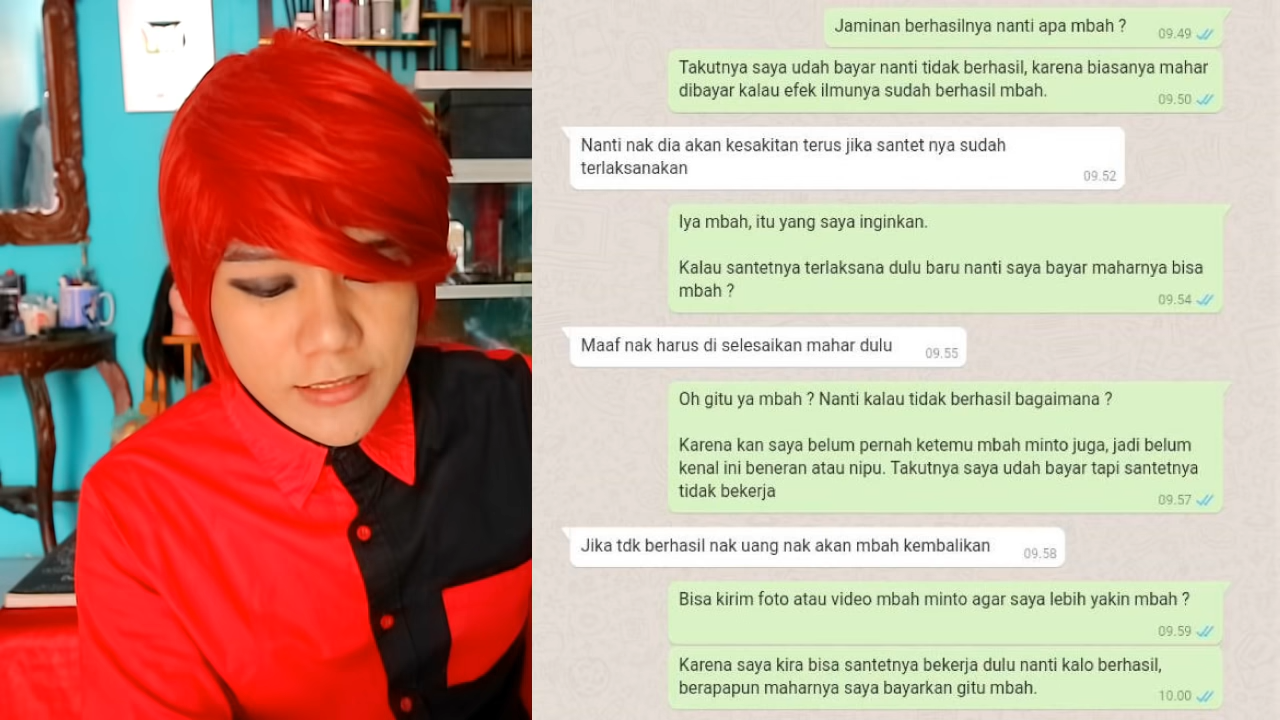 Jaminan berhasilnya nanti apa mbah ?
09.49
Takutnya saya udah bayar nanti tidak berhasil, karena biasanya mahar
dibayar kalau efek ilmunya sudah berhasil mbah.
09.50
Nanti nak dia akan kesakitan terus jika santet nya sudah
terlaksanakan
09.52
Iya mbah, itu yang saya inginkan.
Kalau santetnya terlaksana dulu baru nanti saya bayar maharnya bisa
mbah ?
09.54
Maaf nak harus di selesaikan mahar dulu
09.55
Oh gitu ya mbah ? Nanti kalau tidak berhasil bagaimana ?
Karena kan saya belum pernah ketemu mbah minto juga, jadi belum
kenal ini beneran atau nipu. Takutnya saya udah bayar tapi santetnya
tidak bekerja
09.57
Jika tdk berhasil nak uang nak akan mbah kembalikan
09.58
Bisa kirim foto atau video mbah minto agar saya lebih yakin mbah ?
09.59
Karena saya kira bisa santetnya bekerja dulu nanti kalo berhasil,
berapapun maharnya saya bayarkan gitu mbah.
10.00